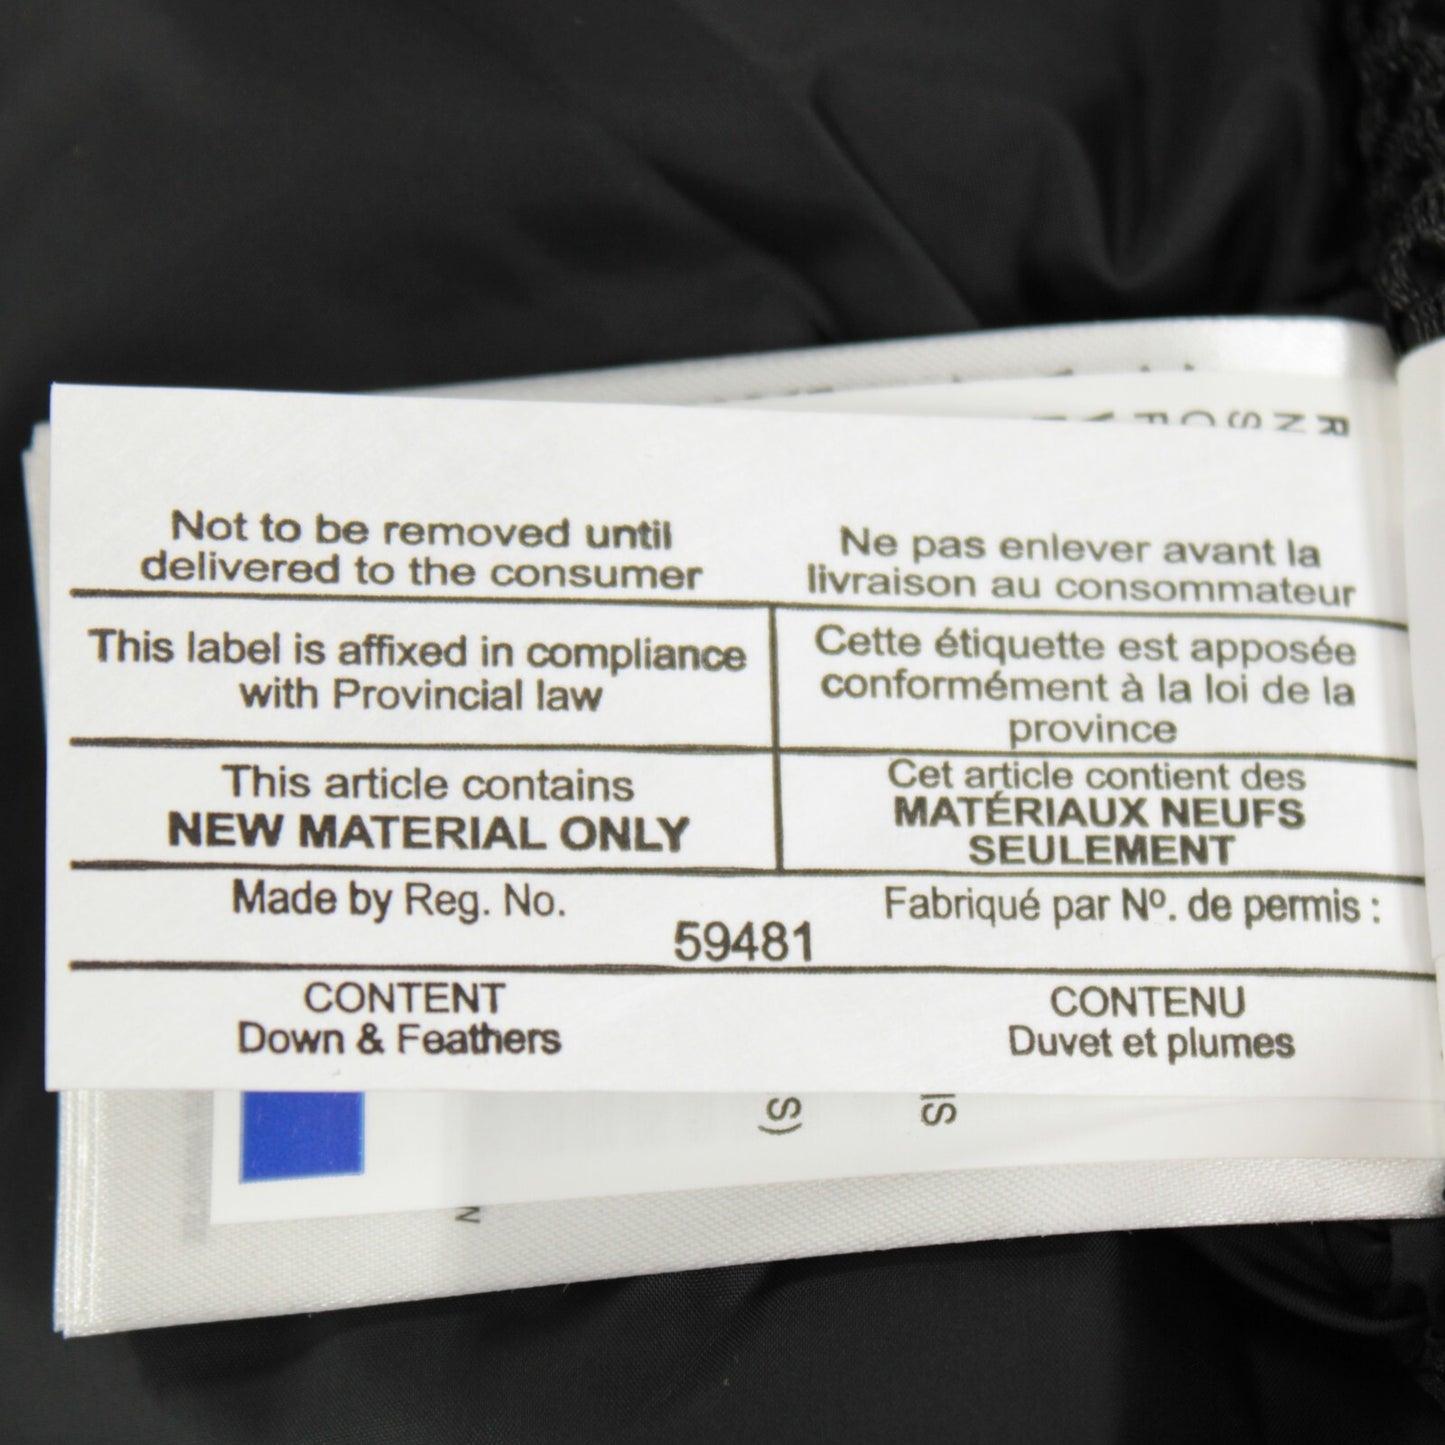 Not to be removed until
delivered to the consumer
Ne pas enlever avant la
livraison au consommateur
This label is affixed in compliance
with Provincial law
Cette étiquette est apposée
conformément à la loi de la
province
This article contains
NEW MATERIAL ONLY
Cet article contient des
MATÉRIAUX NEUFS
SEULEMENT
Made by Reg. No.
Fabriqué par Nº. de permis :
59481
CONTENT
Down & Feathers
CONTENU
Duvet et plumes
S)
IS
N